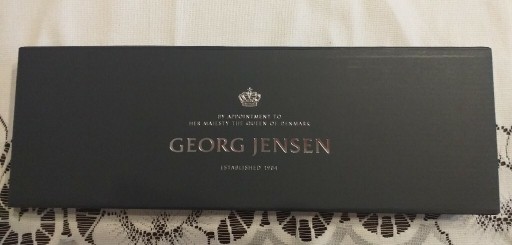 BY APPOINTMENT TO
HER MAJESTY THE QUEEN OF DENMARK
GEORG JENSEN
ESTABLISHED 1904